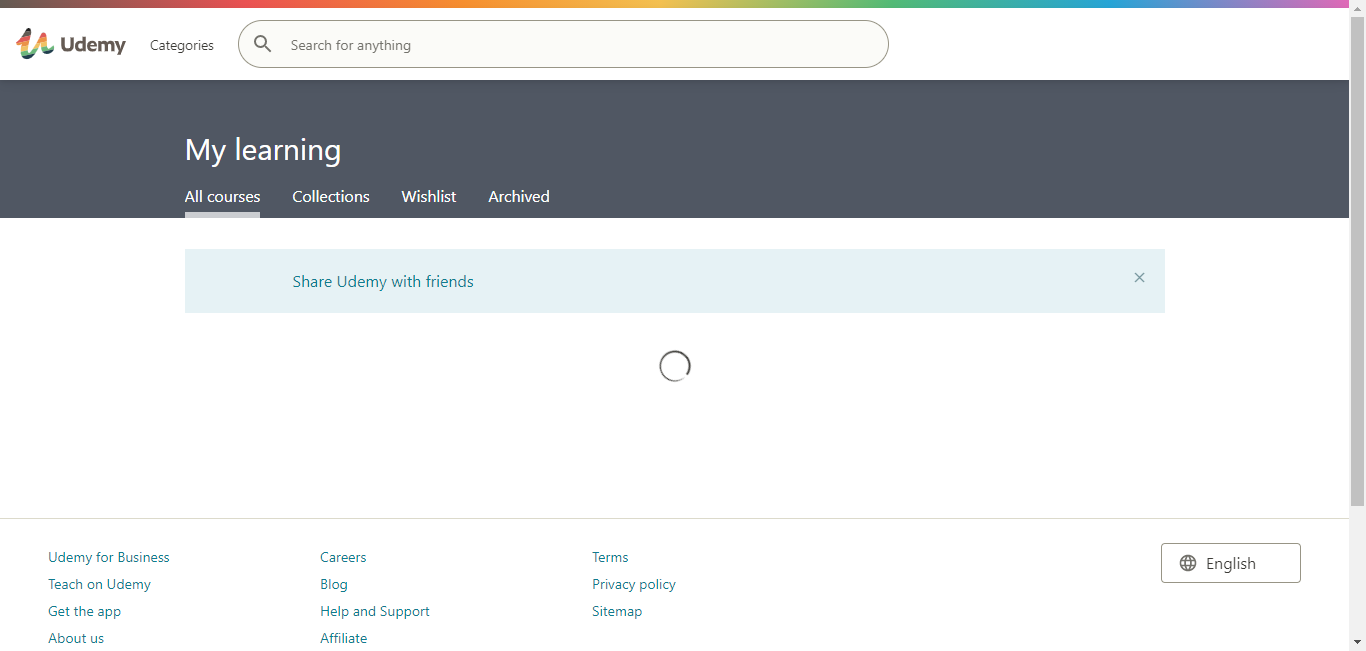 Udemy Categories Search for anything
My learning
All courses Collections Wishlist Archived
Share Udemy with friends
Udemy for Business Careers Terms English
Teach on Udemy Blog Privacy policy
Get the app Help and Support Sitemap
About us Affiliate